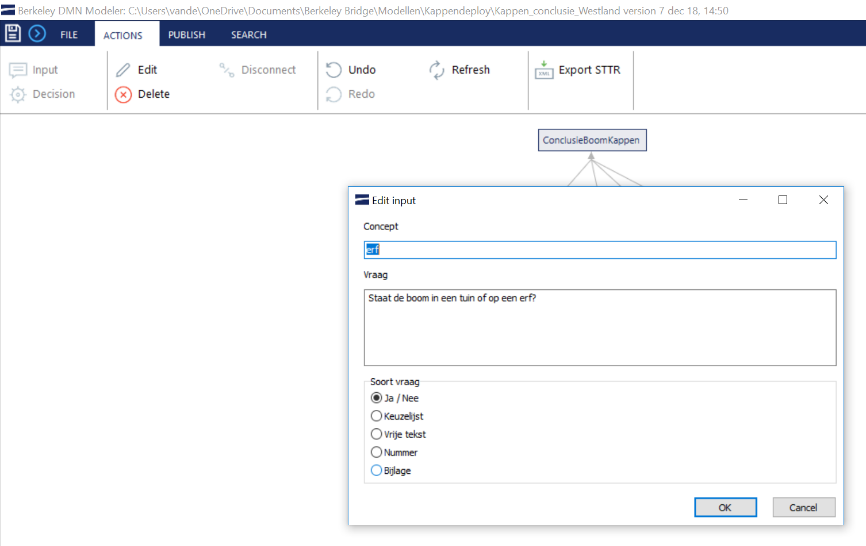 Berkeley DMN Modeler: C:\Users\vande\OneDrive\Documents\Berkeley Bridge\Modellen\Kappendeploy\Kappen_conclusie_Westland version 7 dec 18, 14:50
FILE ACTIONS PUBLISH SEARCH
Input Edit Disconnect Undo Refresh Export STTR
Decision Delete Redo
ConclusieBoomKappen
Edit input
Concept
erf
Vraag
Staat de boom in een tuin of op een erf?
Soort vraag
Ja / Nee
Keuzelijst
Vrije tekst
Nummer
Bijlage
OK Cancel